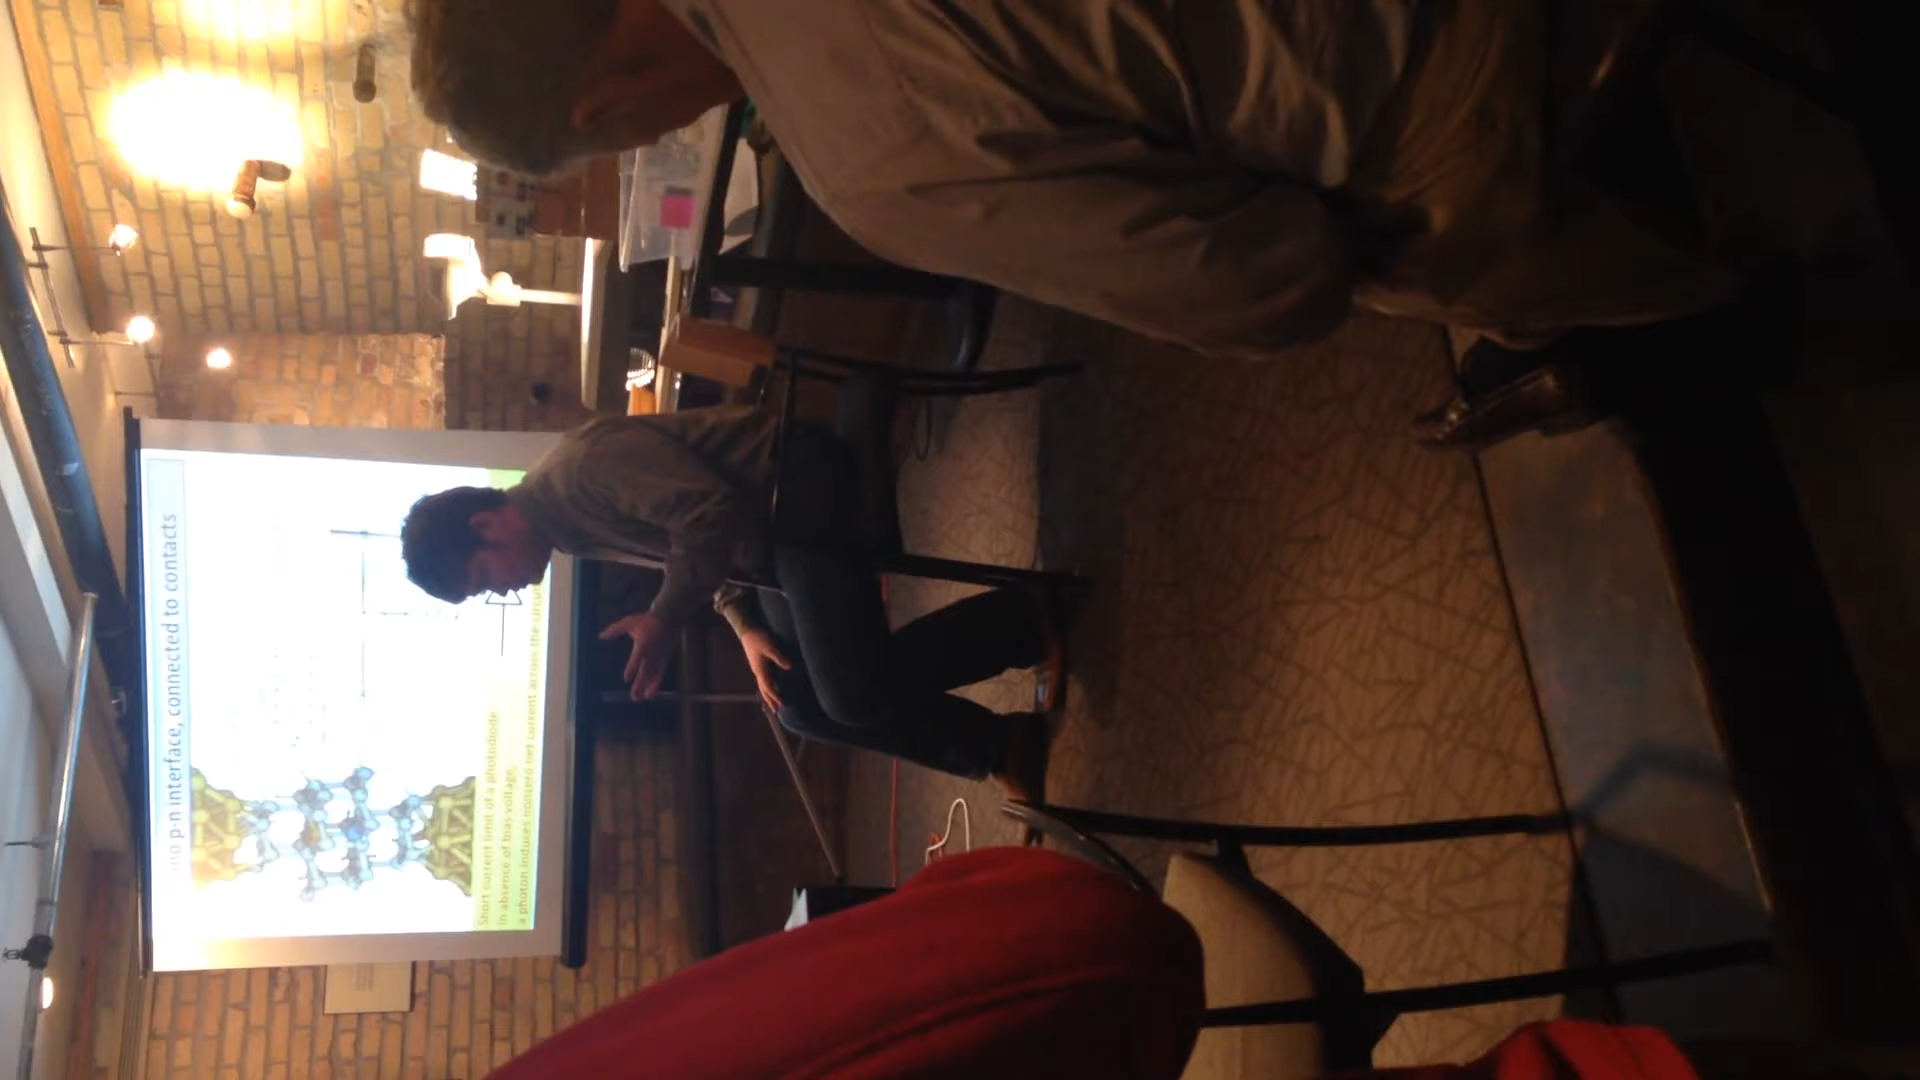 p-n interface, connected to contacts
Short current limit of a photodiode
In absence of bias voltage,
a photon induces nonzero net current across the circuit